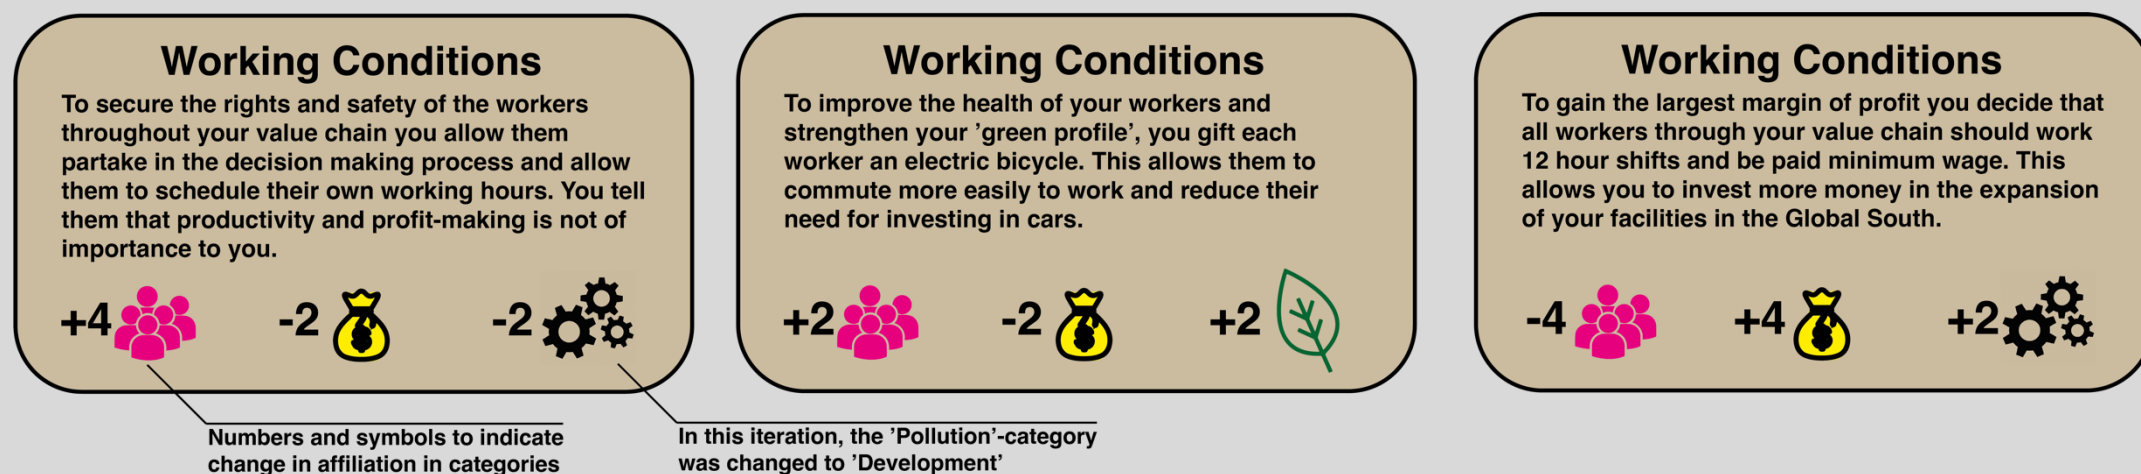 Working Conditions
To secure the rights and safety of the workers
throughout your value chain you allow them
partake in the decision making process and allow
them to schedule their own working hours. You tell
them that productivity and profit-making is not of
importance to you.
+4
-2
-2
Numbers and symbols to indicate
change in affiliation in categories
In this iteration, the ’Pollution’-category
was changed to ’Development’
Working Conditions
To improve the health of your workers and
strengthen your ’green profile’, you gift each
worker an electric bicycle. This allows them to
commute more easily to work and reduce their
need for investing in cars.
+2
-2
+2
Working Conditions
To gain the largest margin of profit you decide that
all workers through your value chain should work
12 hour shifts and be paid minimum wage. This
allows you to invest more money in the expansion
of your facilities in the Global South.
-4
+4
+2